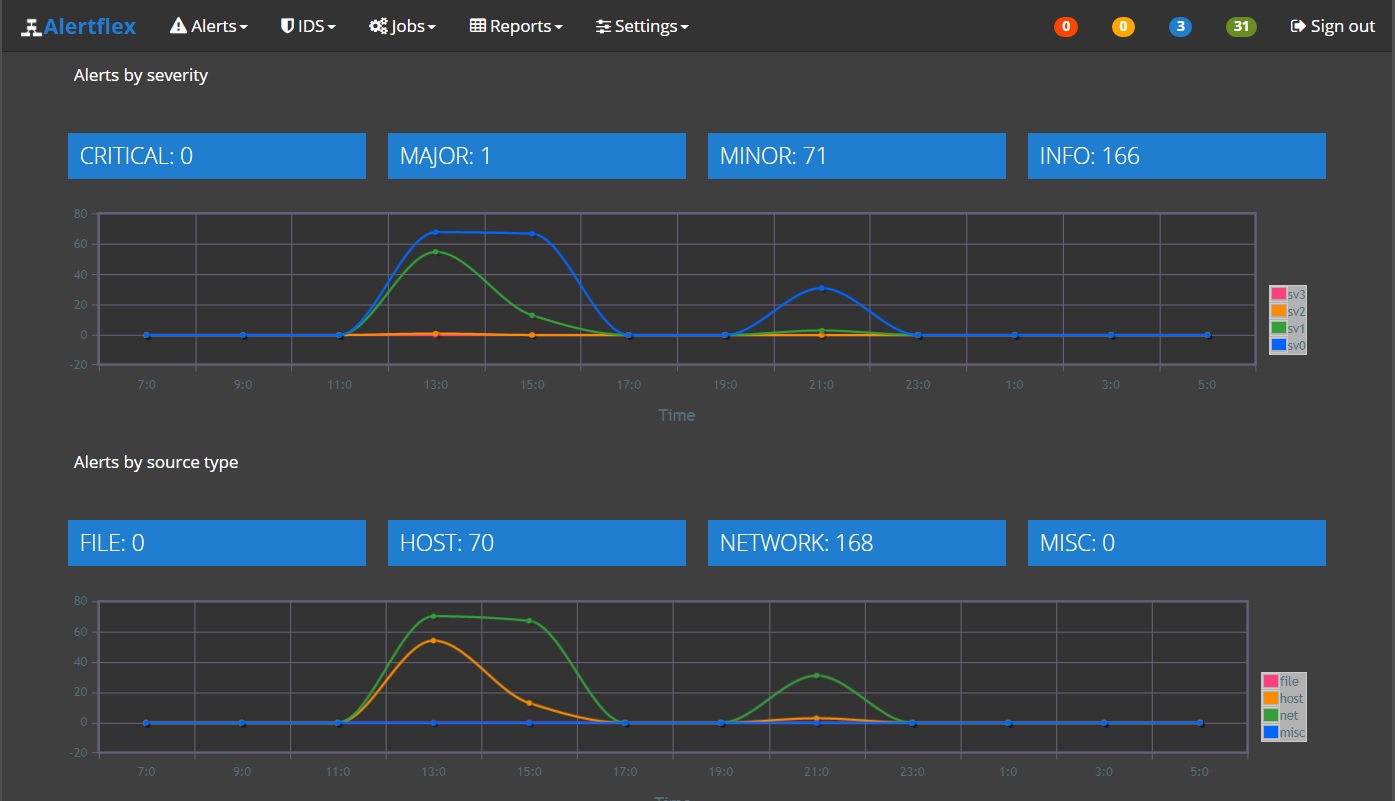 Alertflex Alerts IDS Jobs Reports Settings 0 0 3 31 Sign out
Alerts by severity
CRITICAL: 0 MAJOR: 1 MINOR: 71 INFO: 166
80
60
40
20
0
-20
7:0 9:0 11:0 13:0 15:0 17:0 19:0 21:0 23:0 1:0 3:0 5:0
Time
sv3
sv2
sv1
sv0
Alerts by source type
FILE: 0 HOST: 70 NETWORK: 168 MISC: 0
80
60
40
20
0
-20
7:0 9:0 11:0 13:0 15:0 17:0 19:0 21:0 23:0 1:0 3:0 5:0
Time
file
host
net
misc